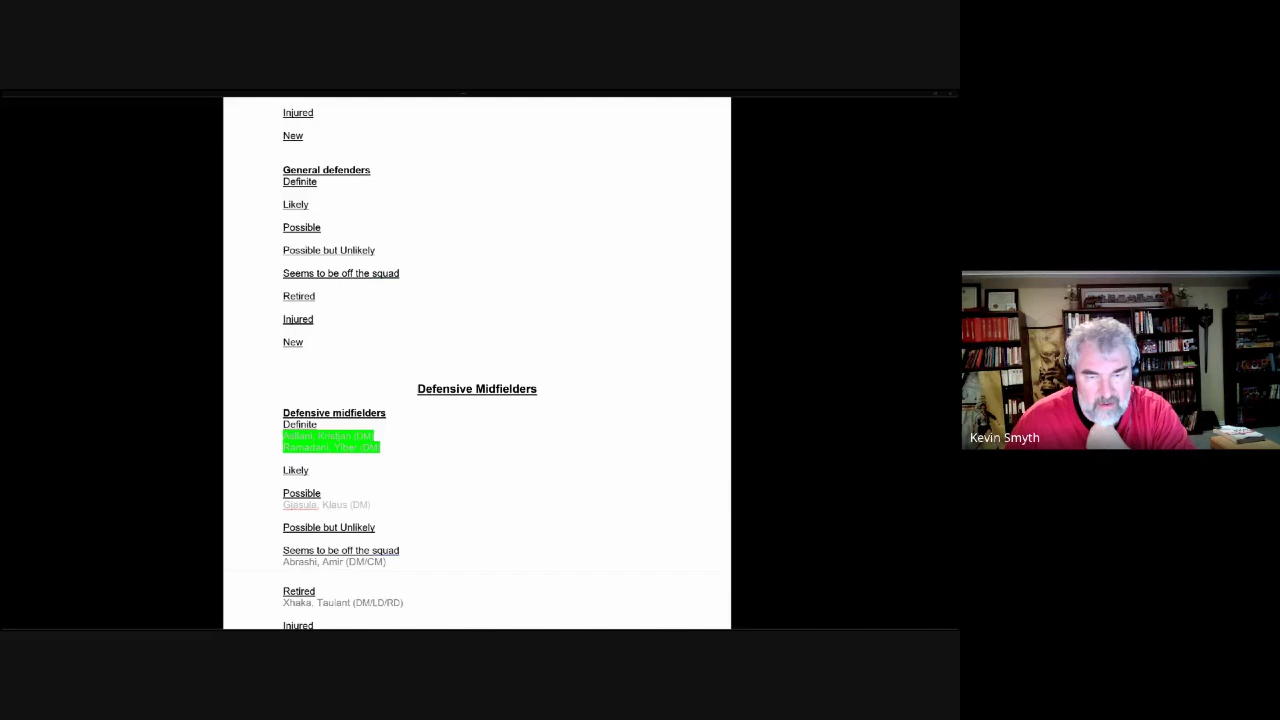 Injured
New
General defenders
Definite
Likely
Possible
Possible but Unlikely
Seems to be off the squad
Retired
Injured
New
Defensive Midfielders
Defensive midfielders
Definite
Asllani, Kristjan (DM)
Ramadani, Ylber (DM)
Likely
Possible
Gjasula, Klaus (DM)
Possible but Unlikely
Seems to be off the squad
Abrashi, Amir (DM/CM)
Retired
Xhaka, Taulant (DM/LD/RD)
Injured
Kevin Smyth